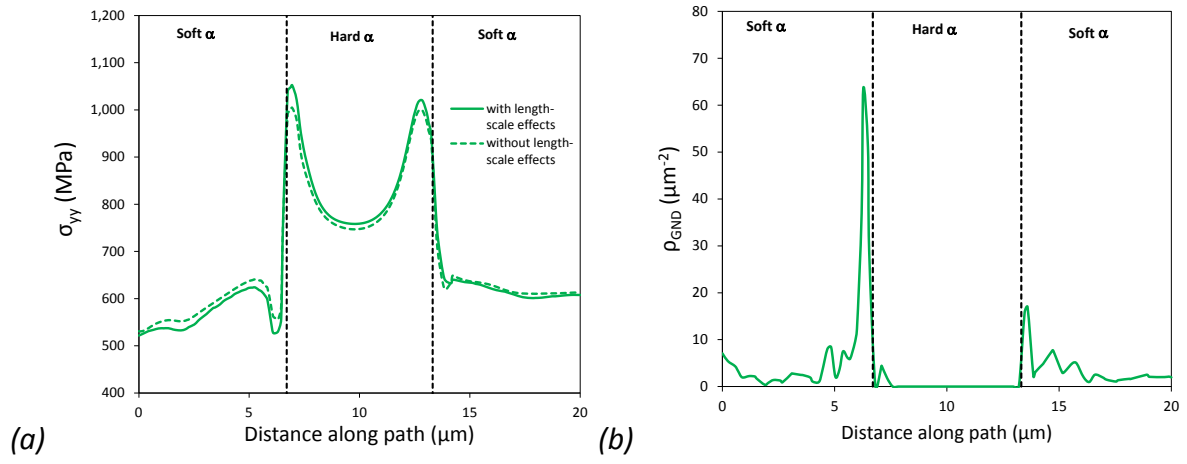 1,200
1,100
1,000
900
800
700
600
500
400
σyy (MPa)
Soft α
Hard α
Soft α
with length-
scale effects
without length-
scale effects
0
5
10
15
20
Distance along path (µm)
(a)
80
70
60
50
40
30
20
10
0
ρGND (µm-2)
Soft α
Hard α
Soft α
0
5
10
15
20
Distance along path (µm)
(b)